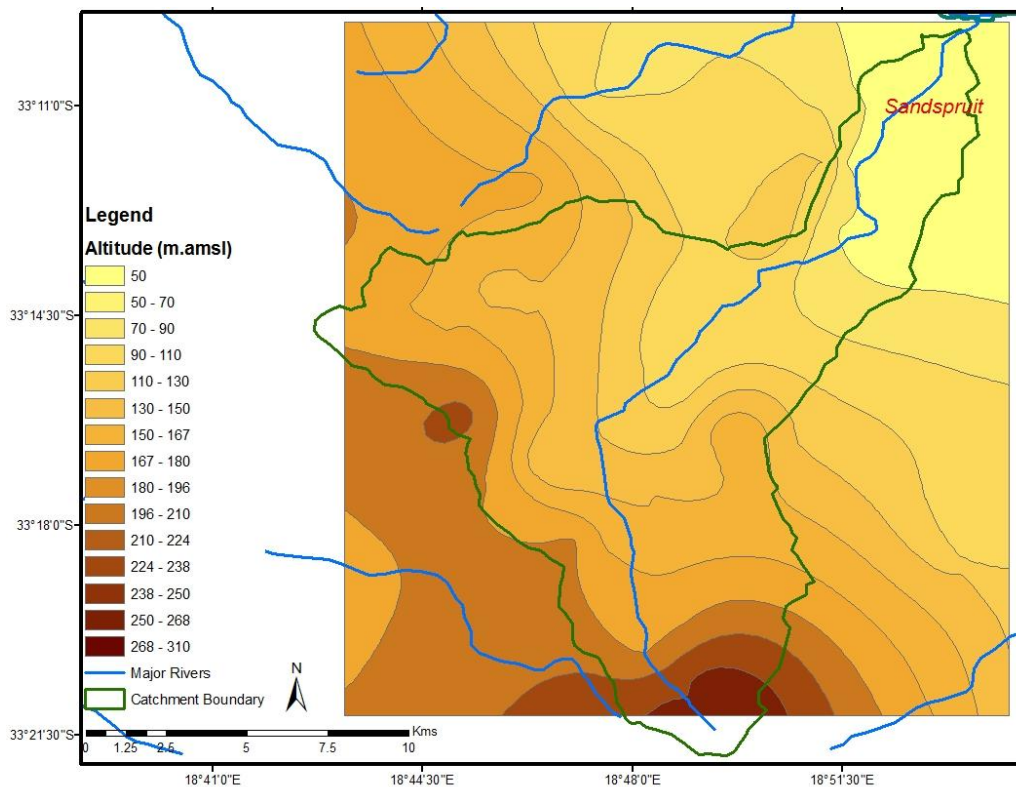 Sandspruit
33°11'0"S
33°14'30"S
33°18'0"S
33°21'30"S
Legend
Altitude (m.amsl)
50
50 - 70
70 - 90
90 - 110
110 - 130
130 - 150
150 - 167
167 - 180
180 - 196
196 - 210
210 - 224
224 - 238
238 - 250
250 - 268
268 - 310
Major Rivers
Catchment Boundary
N
Kms
0 1.25 2.5 5 7.5 10
18°41'0"E 18°44'30"E 18°48'0"E 18°51'30"E